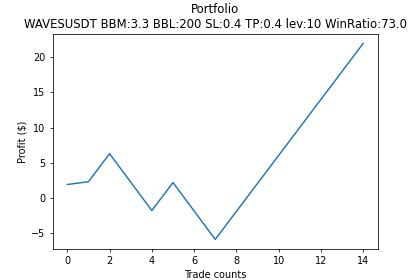 Portfolio
WAVESUSDT BBM:3.3 BBL:200 SL:0.4 TP:0.4 lev:10 WinRatio:73.0
20
15
10
5
0
−5
Profit ($)
0 2 4 6 8 10 12 14
Trade counts